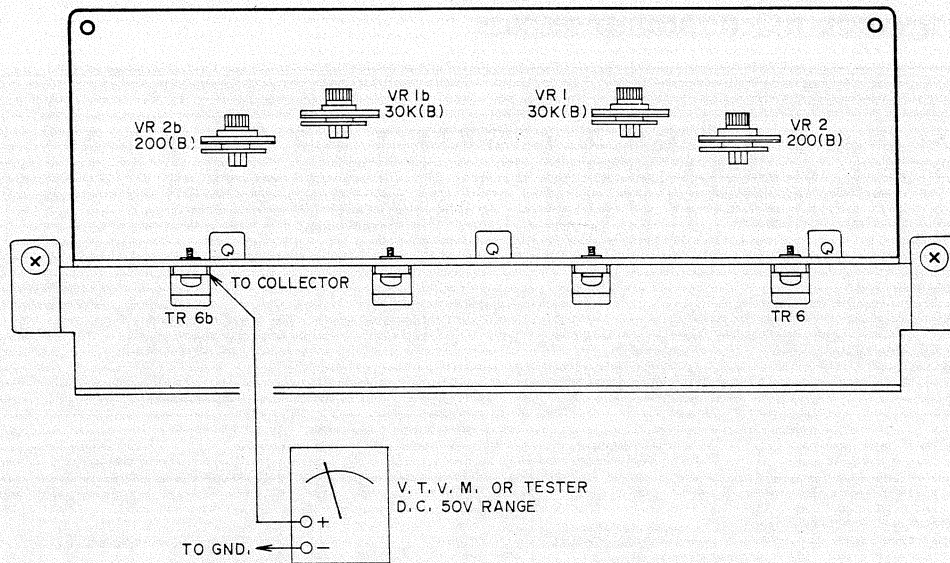 VR 2b
200(B)
VR 1b
30K(B)
VR 1
30K(B)
VR 2
200(B)
TO COLLECTOR
TR 6b
TR 6
V.T.V.M. OR TESTER
D.C. 50V RANGE
+
TO GND.
−